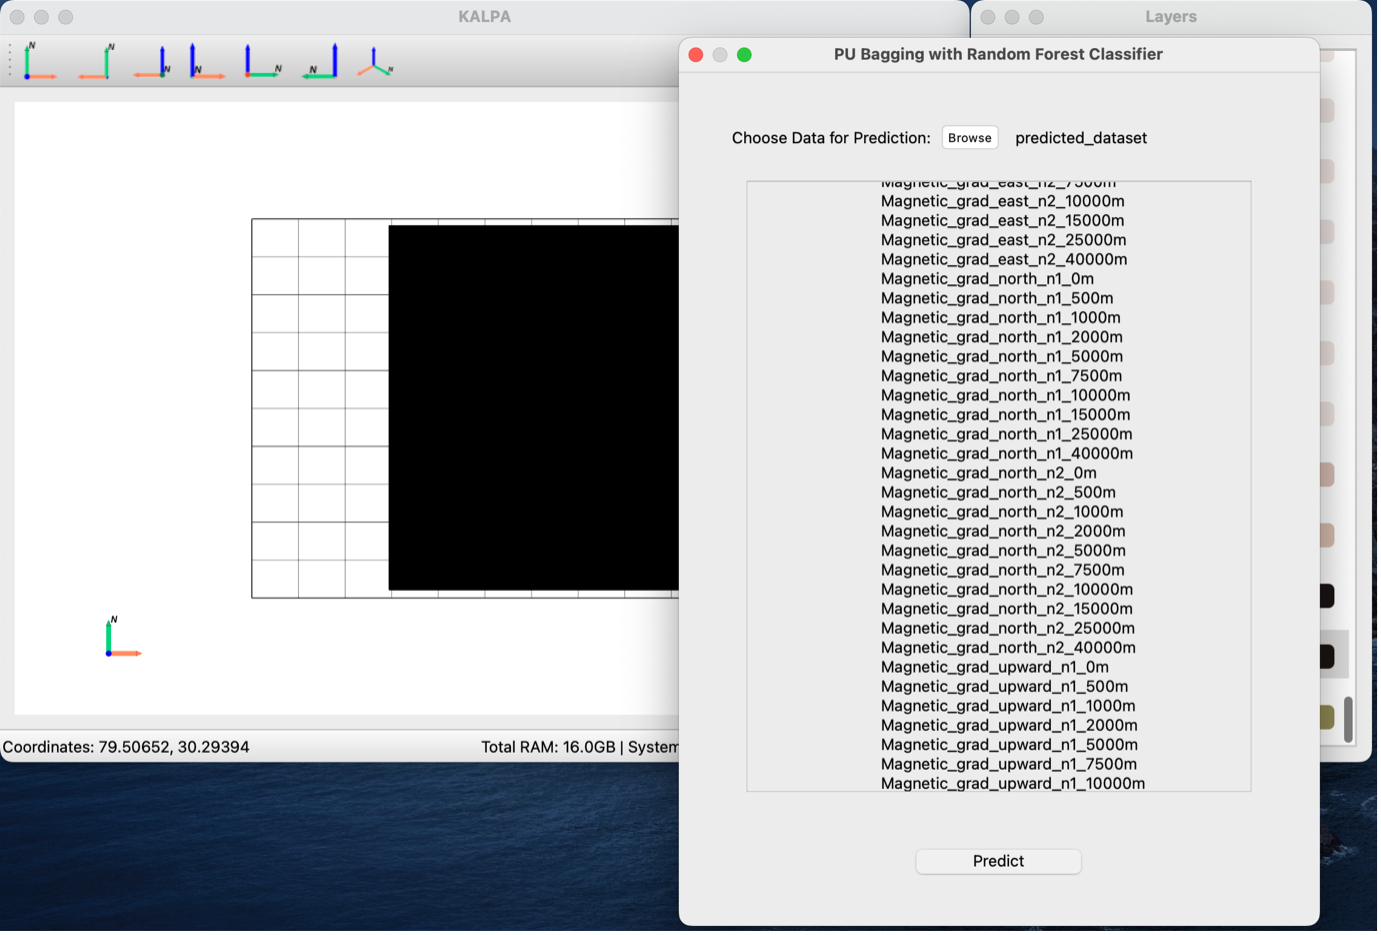 KALPA
Layers
N
N
N
N
N
N
N
PU Bagging with Random Forest Classifier
Choose Data for Prediction:
Browse
predicted_dataset
Magnetic_grad_east_n2_7500m
Magnetic_grad_east_n2_10000m
Magnetic_grad_east_n2_15000m
Magnetic_grad_east_n2_25000m
Magnetic_grad_east_n2_40000m
Magnetic_grad_north_n1_0m
Magnetic_grad_north_n1_500m
Magnetic_grad_north_n1_1000m
Magnetic_grad_north_n1_2000m
Magnetic_grad_north_n1_5000m
Magnetic_grad_north_n1_7500m
Magnetic_grad_north_n1_10000m
Magnetic_grad_north_n1_15000m
Magnetic_grad_north_n1_25000m
Magnetic_grad_north_n1_40000m
Magnetic_grad_north_n2_0m
Magnetic_grad_north_n2_500m
Magnetic_grad_north_n2_1000m
Magnetic_grad_north_n2_2000m
Magnetic_grad_north_n2_5000m
Magnetic_grad_north_n2_7500m
Magnetic_grad_north_n2_10000m
Magnetic_grad_north_n2_15000m
Magnetic_grad_north_n2_25000m
Magnetic_grad_north_n2_40000m
Magnetic_grad_upward_n1_0m
Magnetic_grad_upward_n1_500m
Magnetic_grad_upward_n1_1000m
Magnetic_grad_upward_n1_2000m
Magnetic_grad_upward_n1_5000m
Magnetic_grad_upward_n1_7500m
Magnetic_grad_upward_n1_10000m
Predict
N
Coordinates: 79.50652, 30.29394
Total RAM: 16.0GB | System